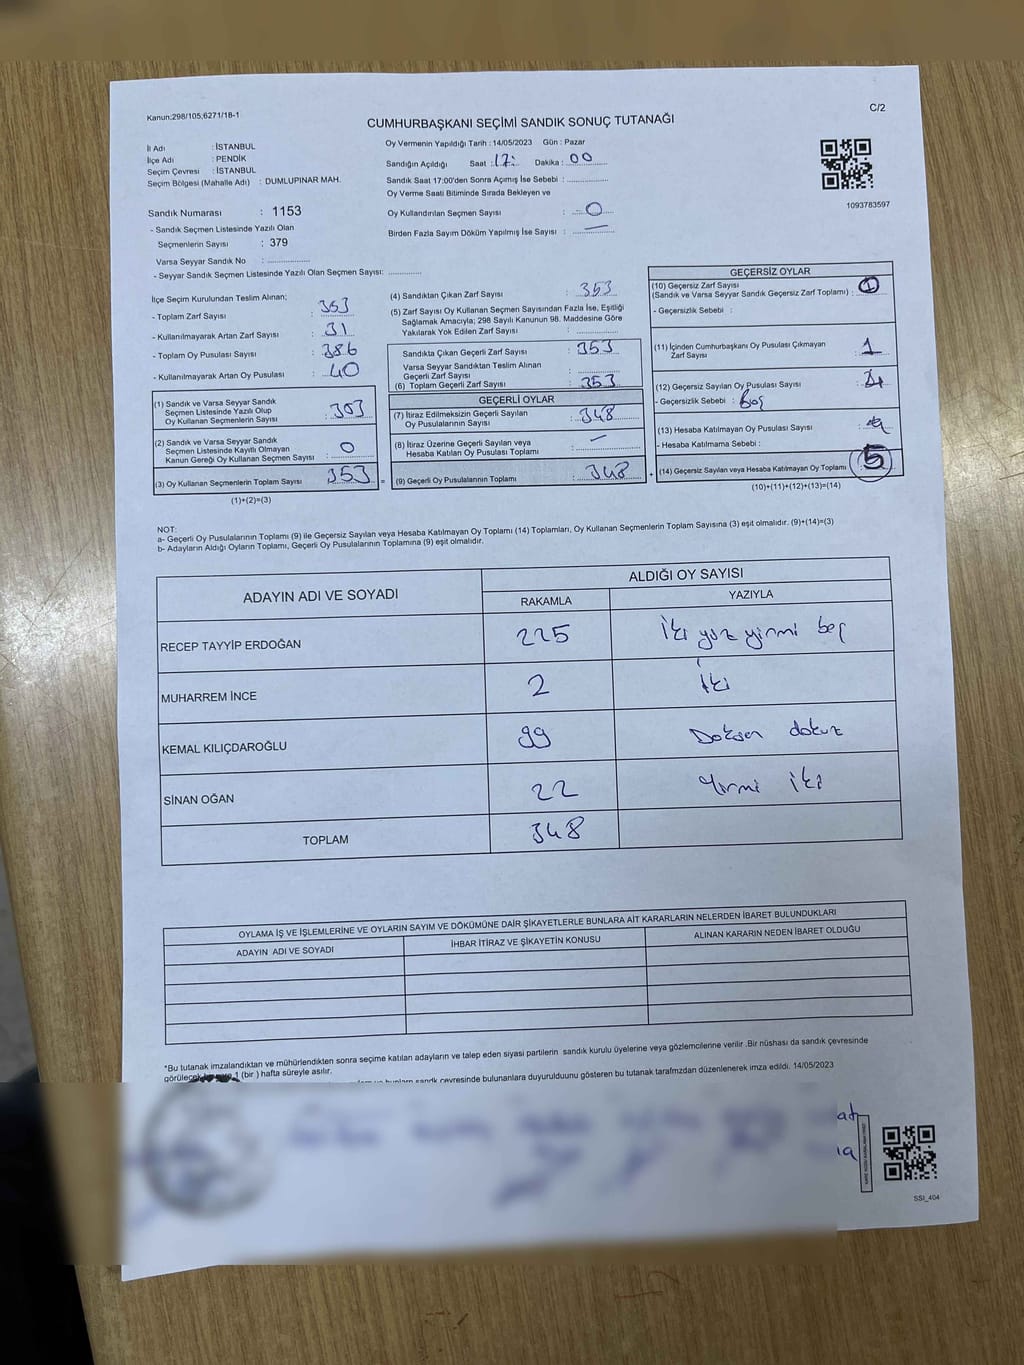 Kanun:298/105,6271/18-1
C/2
CUMHURBAŞKANI SEÇİMİ SANDIK SONUÇ TUTANAĞI
İl Adı : İSTANBUL
İlçe Adı : PENDİK
Seçim Çevresi : İSTANBUL
Seçim Bölgesi (Mahalle Adı) : DUMLUPINAR MAH.
Oy Vermenin Yapıldığı Tarih : 14/05/2023 Gün : Pazar
Sandığın Açıldığı Saat : 17: Dakika : 00
Sandık Saat 17:00'den Sonra Açımış İse Sebebi :
Oy Verme Saati Bitiminde Sırada Bekleyen ve
Oy Kullandırılan Seçmen Sayısı : 0
Birden Fazla Sayım Döküm Yapılmış İse Sayısı : —
1093783597
Sandık Numarası : 1153
- Sandık Seçmen Listesinde Yazılı Olan
Seçmenlerin Sayısı : 379
Varsa Seyyar Sandık No :
- Seyyar Sandık Seçmen Listesinde Yazılı Olan Seçmen Sayısı:
İlçe Seçim Kurulundan Teslim Alınan;
- Toplam Zarf Sayısı : 353
- Kullanılmayarak Artan Zarf Sayısı : 31
- Toplam Oy Pusulası Sayısı : 386
- Kullanılmayarak Artan Oy Pusulası : 40
(1) Sandık ve Varsa Seyyar Sandık
Seçmen Listesinde Yazılı Olup
Oy Kullanan Seçmenlerin Sayısı : 353
(2) Sandık ve Varsa Seyyar Sandık
Seçmen Listesinde Kayıtlı Olmayan
Kanun Gereği Oy Kullanan Seçmen Sayısı : 0
(3) Oy Kullanan Seçmenlerin Toplam Sayısı : 353
(1)+(2)=(3)
(4) Sandıktan Çıkan Zarf Sayısı : 353
(5) Zarf Sayısı Oy Kullanan Seçmen Sayısından Fazla İse, Eşitliği
Sağlamak Amacıyla; 298 Sayılı Kanunun 98. Maddesine Göre
Yakılarak Yok Edilen Zarf Sayısı :
Sandıkta Çıkan Geçerli Zarf Sayısı : 353
Varsa Seyyar Sandıktan Teslim Alınan
Geçerli Zarf Sayısı :
(6) Toplam Geçerli Zarf Sayısı : 353
GEÇERLİ OYLAR
(7) İtiraz Edilmeksizin Geçerli Sayılan
Oy Pusulalarının Sayısı : 348
(8) İtiraz Üzerine Geçerli Sayılan veya
Hesaba Katılan Oy Pusulası Toplamı : —
(9) Geçerli Oy Pusulalarının Toplamı : 348
GEÇERSİZ OYLAR
(10) Geçersiz Zarf Sayısı
(Sandık ve Varsa Seyyar Sandık Geçersiz Zarf Toplamı) :
- Geçersizlik Sebebi :
(11) İçinden Cumhurbaşkanı Oy Pusulası Çıkmayan
Zarf Sayısı : 1
(12) Geçersiz Sayılan Oy Pusulası Sayısı : 4
- Geçersizlik Sebebi : Boş
(13) Hesaba Katılmayan Oy Pusulası Sayısı :
- Hesaba Katılmama Sebebi :
(14) Geçersiz Sayılan veya Hesaba Katılmayan Oy Toplamı : 5
(10)+(11)+(12)+(13)=(14)
NOT:
a- Geçerli Oy Pusulalarının Toplamı (9) ile Geçersiz Sayılan veya Hesaba Katılmayan Oy Toplamı (14) Toplamları, Oy Kullanan Seçmenlerin Toplam Sayısına (3) eşit olmalıdır. (9)+(14)=(3)
b- Adayların Aldığı Oyların Toplamı, Geçerli Oy Pusulalarının Toplamına (9) eşit olmalıdır.
ADAYIN ADI VE SOYADI
ALDIĞI OY SAYISI
RAKAMLA YAZIYLA
RECEP TAYYİP ERDOĞAN 225 İki yüz yirmi beş
MUHARREM İNCE 2 İki
KEMAL KILIÇDAROĞLU 99 Doksan dokuz
SİNAN OĞAN 22 Yirmi iki
TOPLAM 348
OYLAMA İŞ VE İŞLEMLERİNE VE OYLARIN SAYIM VE DÖKÜMÜNE DAİR ŞİKAYETLERLE BUNLARA AİT KARARLARIN NELERDEN İBARET BULUNDUKLARI
ADAYIN ADI VE SOYADI İHBAR İTİRAZ VE ŞİKAYETİN KONUSU ALINAN KARARIN NEDEN İBARET OLDUĞU
*Bu tutanak imzalandıktan ve mühürlendikten sonra seçime katılan adayların ve talep eden siyasi partilerin sandık kurulu üyelerine veya gözlemcilerine verilir .Bir nüshası da sandık çevresinde
görülecek 1 (bir ) hafta süreyle asılır.
sandık çevresinde bulunanlara duyurulduunu gösteren bu tutanak tarafımzdan düzenlenerek imza edildi. 14/05/2023
SSI_404